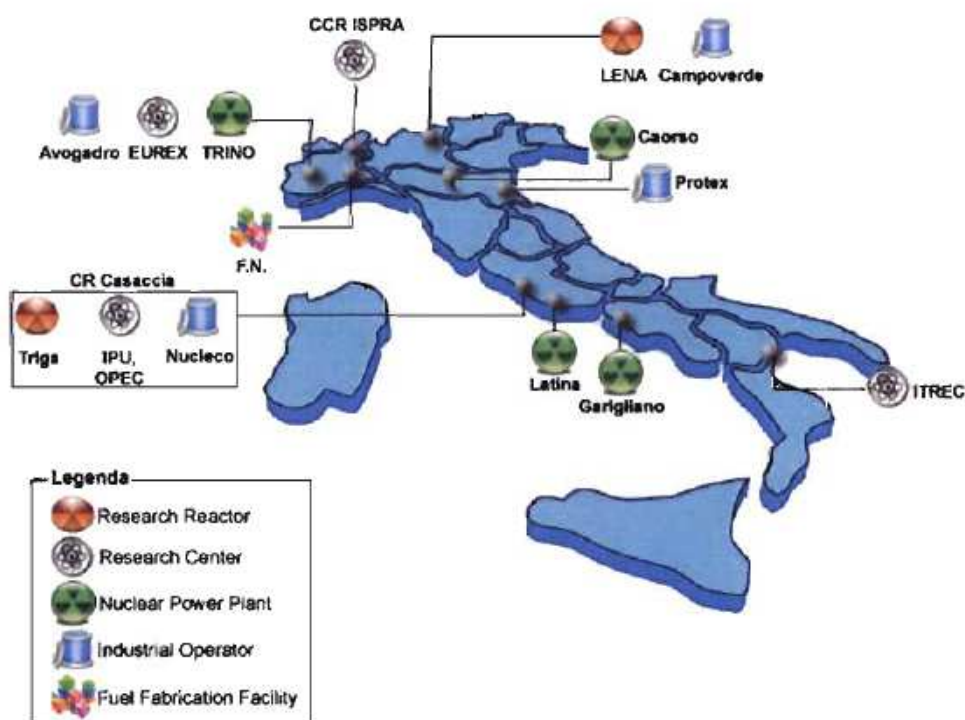 CCR ISPRA
LENA Campoverde
Avogadro EUREX TRINO
Caorso
Protex
F.N.
CR Casaccia
Triga IPU, OPEC Nucleco
Latina
Garigliano
ITREC
Legenda
Research Reactor
Research Center
Nuclear Power Plant
Industrial Operator
Fuel Fabrication Facility